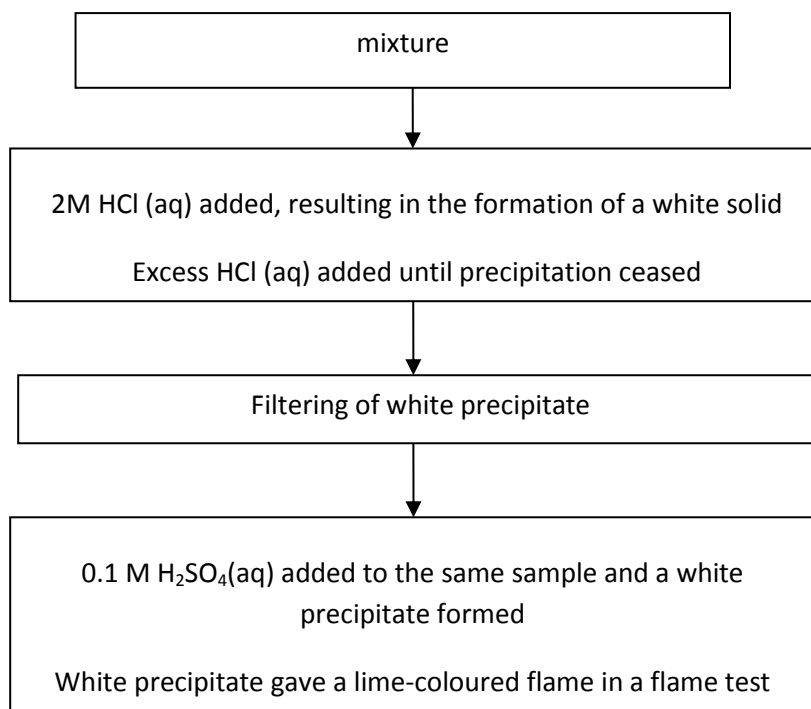 mixture
2M HCl (aq) added, resulting in the formation of a white solid
Excess HCl (aq) added until precipitation ceased
Filtering of white precipitate
0.1 M H₂SO₄(aq) added to the same sample and a white
precipitate formed
White precipitate gave a lime-coloured flame in a flame test